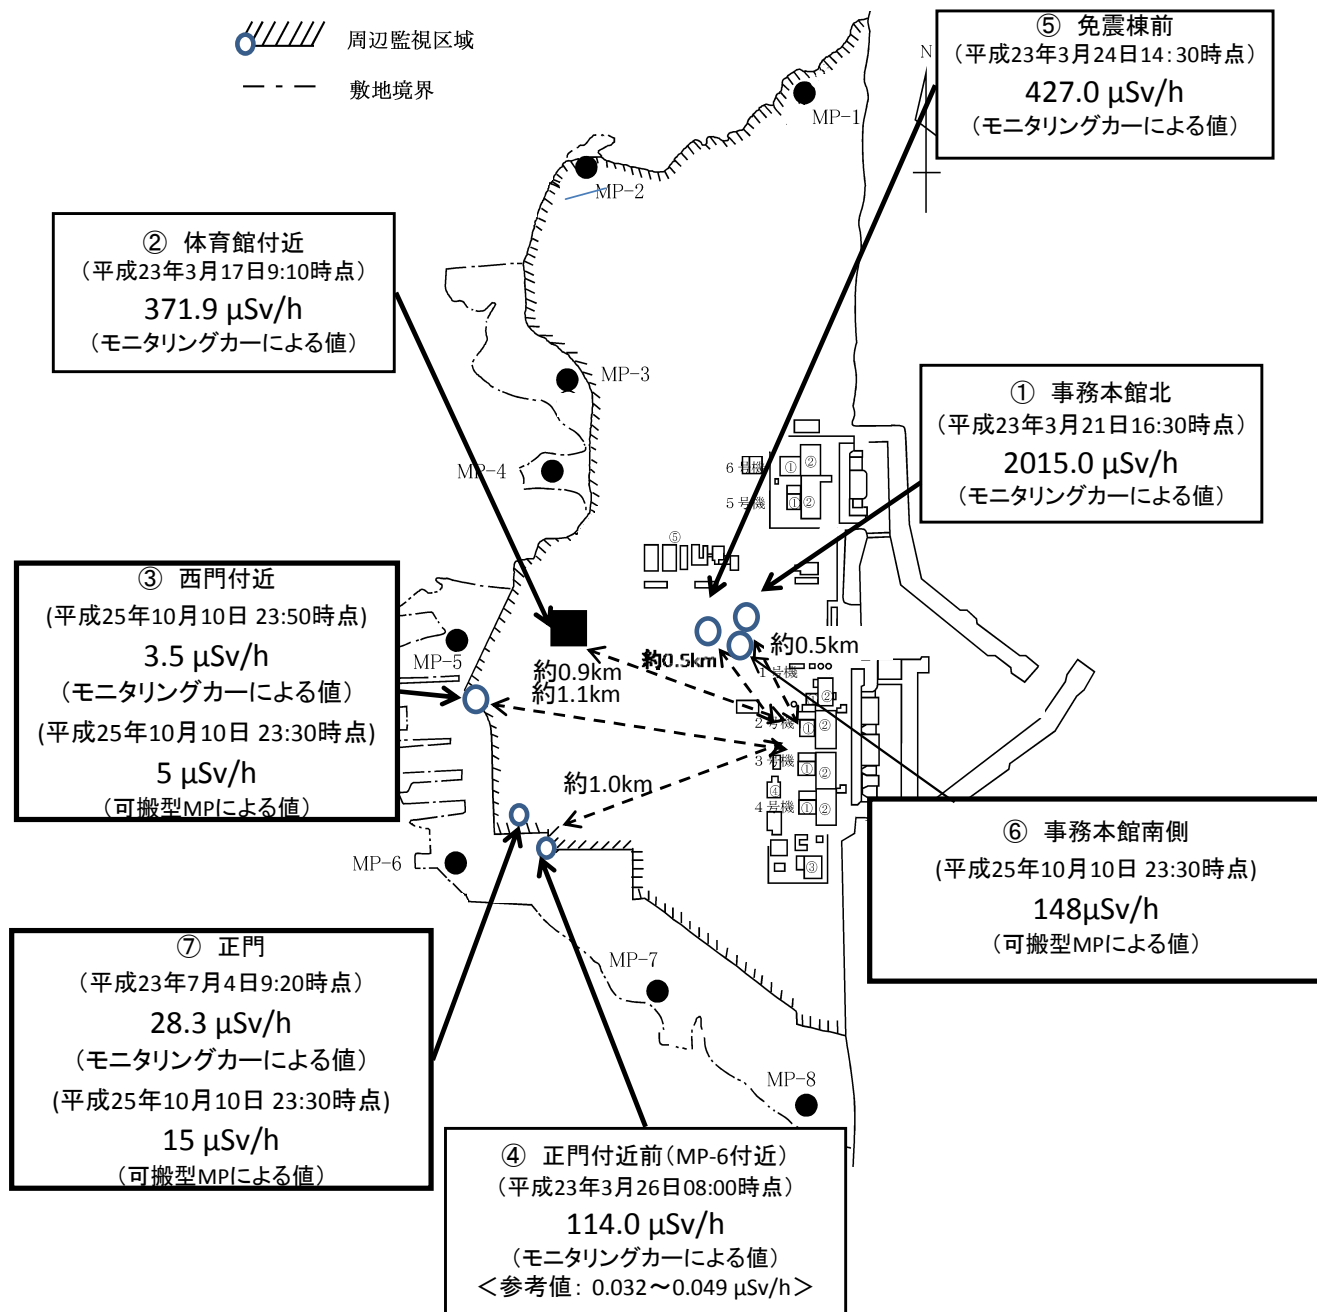 周辺監視区域
敷地境界
⑤ 免震棟前
（平成23年3月24日14:30時点）
427.0 μSv/h
（モニタリングカーによる値）
N
MP-1
MP-2
② 体育館付近
（平成23年3月17日9:10時点）
371.9 μSv/h
（モニタリングカーによる値）
MP-3
① 事務本館北
（平成23年3月21日16:30時点）
2015.0 μSv/h
（モニタリングカーによる値）
MP-4
6号機
① ②
5号機
① ②
⑤
③ 西門付近
(平成25年10月10日 23:50時点)
3.5 μSv/h
（モニタリングカーによる値）
(平成25年10月10日 23:30時点)
5 μSv/h
（可搬型MPによる値）
MP-5
約0.9km
約1.1km
約0.5km
約0.5km
1号機
②
2号機
① ②
3号機
① ②
約1.0km
④
4号機
① ②
③
MP-6
⑥ 事務本館南側
(平成25年10月10日 23:30時点)
148μSv/h
（可搬型MPによる値）
⑦ 正門
（平成23年7月4日9:20時点）
28.3 μSv/h
（モニタリングカーによる値）
(平成25年10月10日 23:30時点)
15 μSv/h
（可搬型MPによる値）
MP-7
MP-8
④ 正門付近前（MP-6付近）
（平成23年3月26日08:00時点）
114.0 μSv/h
（モニタリングカーによる値）
＜参考値： 0.032～0.049 μSv/h＞